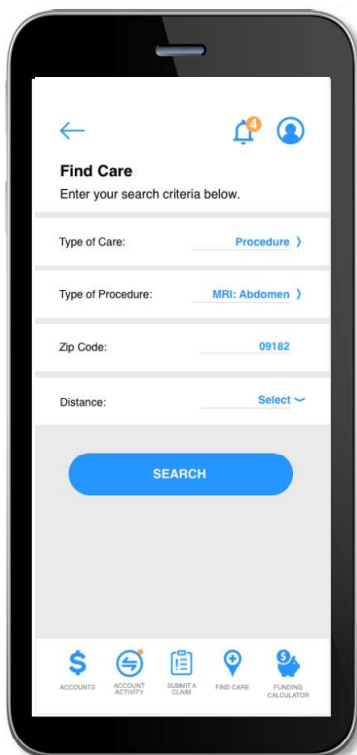 4
Find Care
Enter your search criteria below.
Type of Care: Procedure
Type of Procedure: MRI: Abdomen
Zip Code: 09182
Distance: Select
SEARCH
$ $
ACCOUNTS ACCOUNT SUBMIT A FIND CARE FUNDING
ACTIVITY CLAIM CALCULATOR